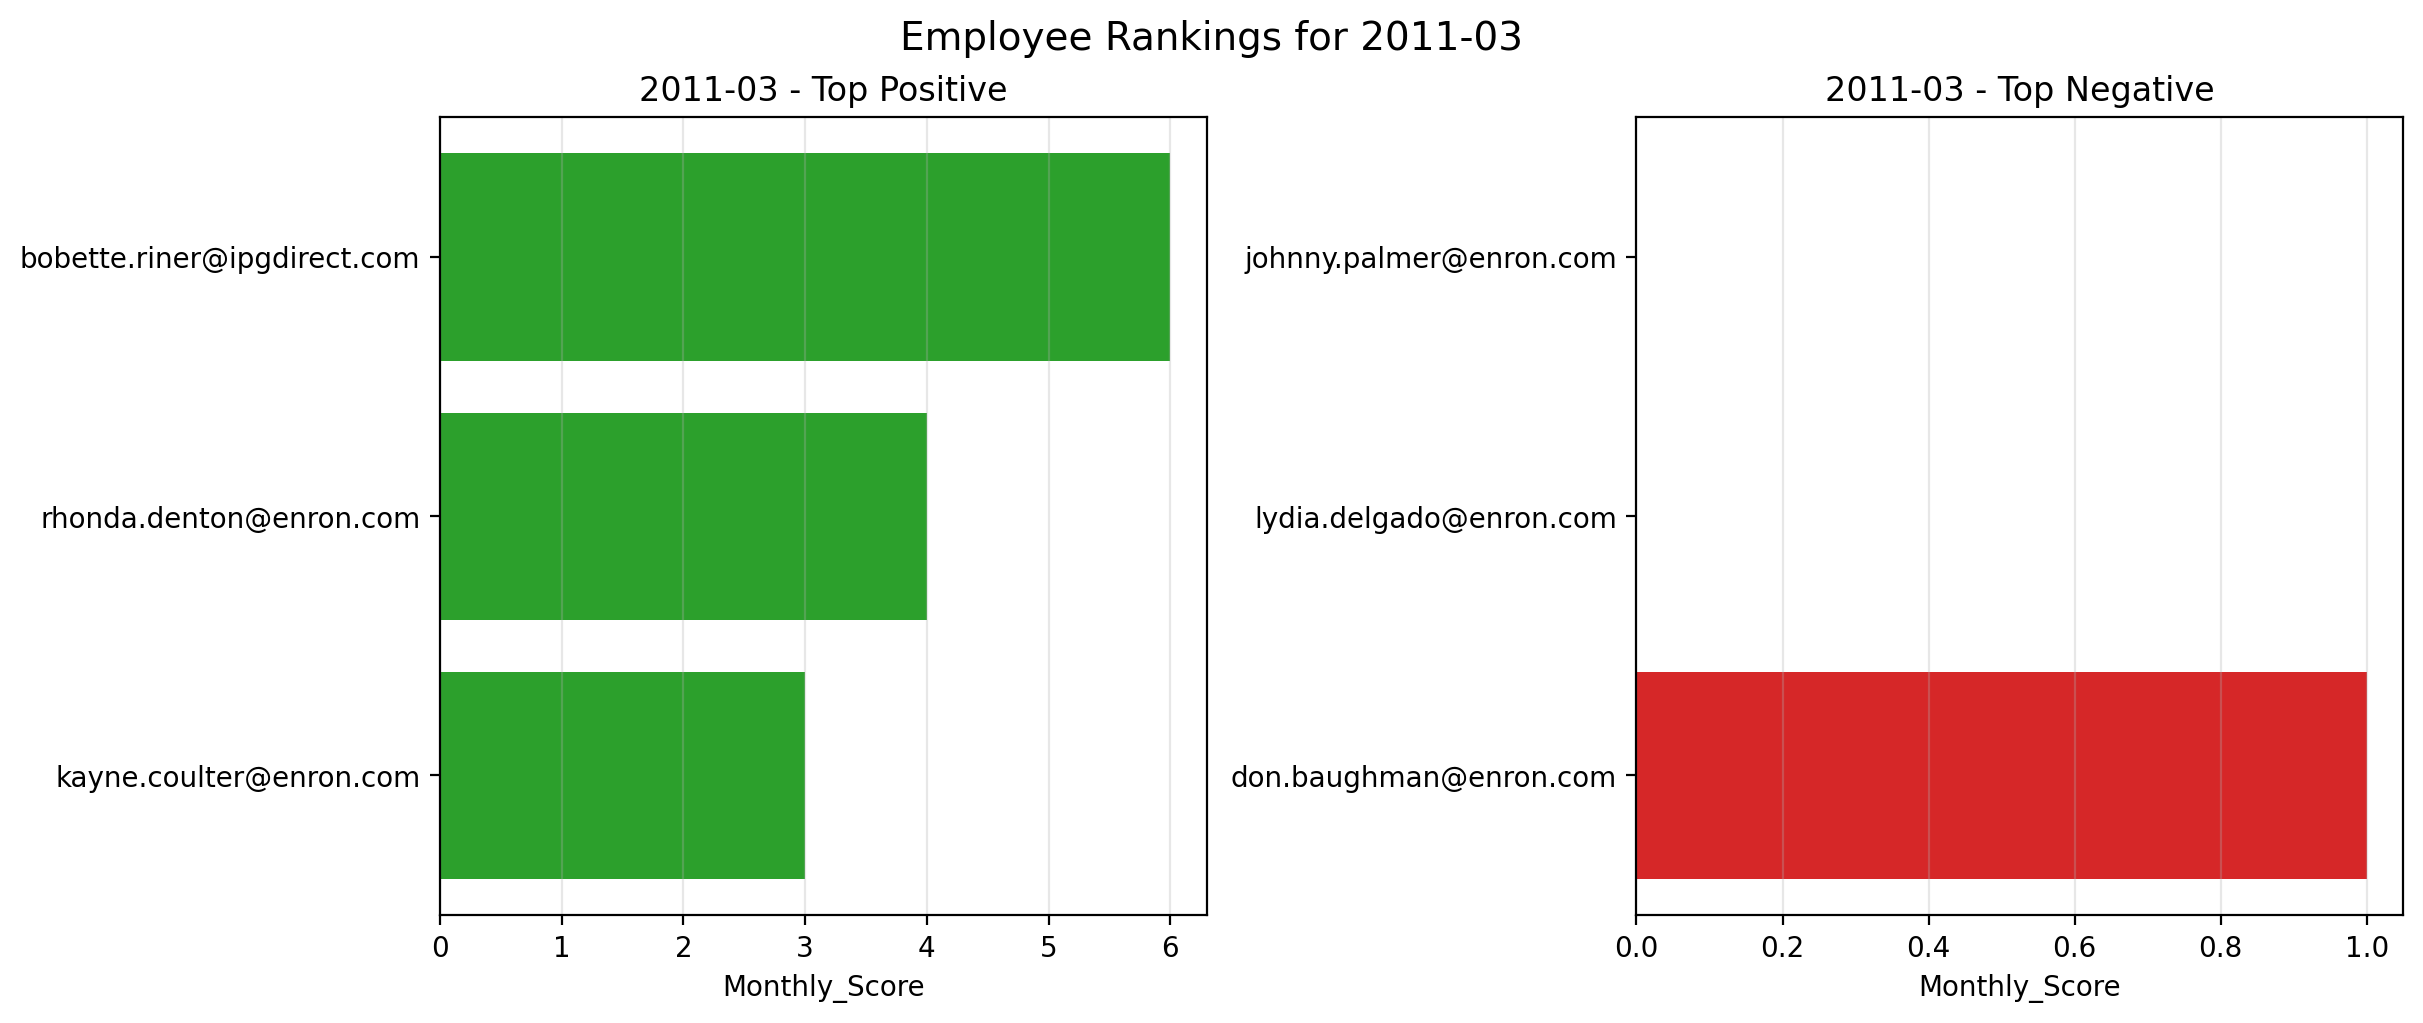 Employee Rankings for 2011-03
2011-03 - Top Positive
bobette.riner@ipgdirect.com
rhonda.denton@enron.com
kayne.coulter@enron.com
0 1 2 3 4 5 6
Monthly_Score
2011-03 - Top Negative
johnny.palmer@enron.com
lydia.delgado@enron.com
don.baughman@enron.com
0.0 0.2 0.4 0.6 0.8 1.0
Monthly_Score